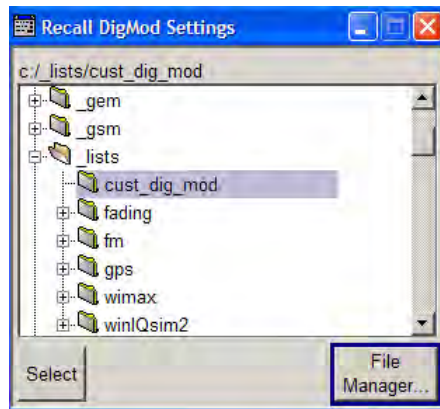 Recall DigMod Settings
c:/_lists/cust_dig_mod
_gem
_gsm
_lists
cust_dig_mod
fading
fm
gps
wimax
winIQsim2
Select
File
Manager...